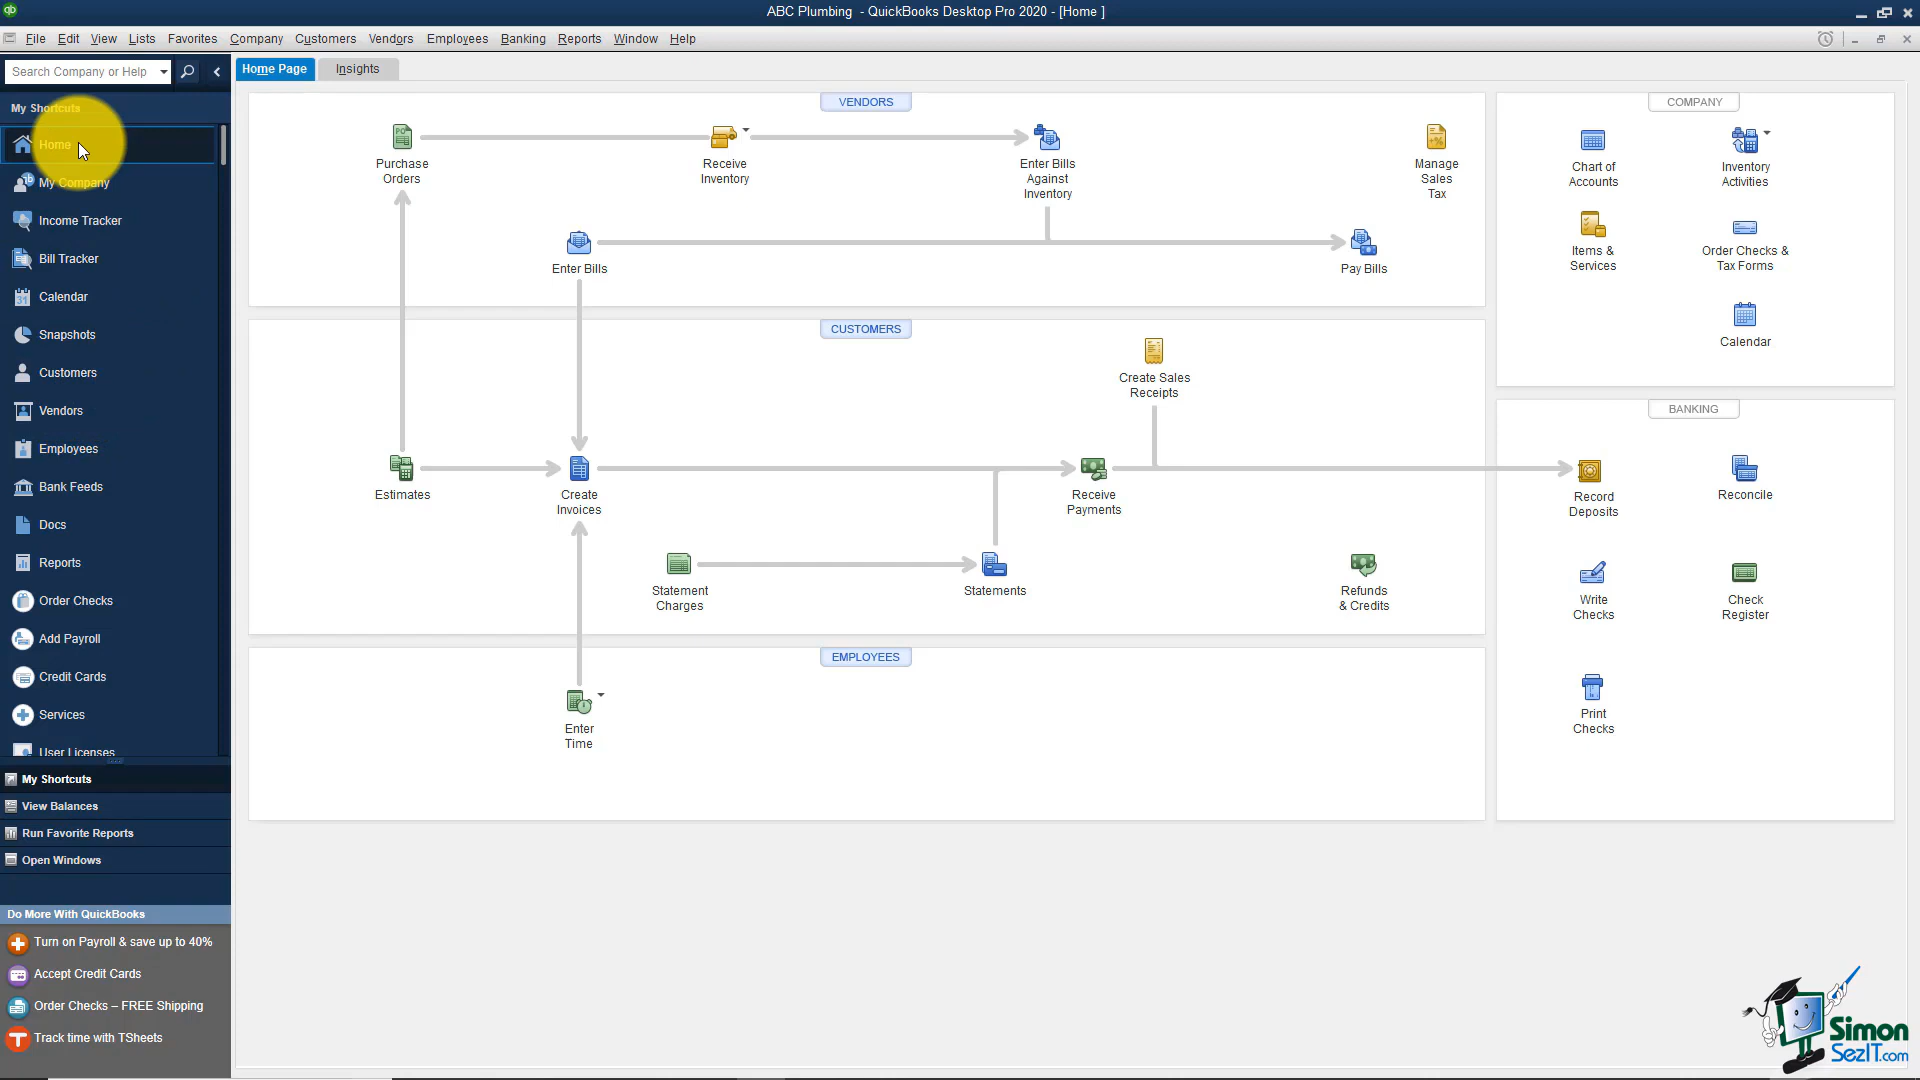 ABC Plumbing - QuickBooks Desktop Pro 2020 - [Home ]
File Edit View Lists Favorites Company Customers Vendors Employees Banking Reports Window Help
Search Company or Help
Home Page
Insights
My Shortcuts
Home
My Company
Income Tracker
Bill Tracker
31
Calendar
Snapshots
Customers
Vendors
Employees
Bank Feeds
Docs
Reports
Order Checks
Add Payroll
Credit Cards
Services
User Licenses
My Shortcuts
View Balances
Run Favorite Reports
Open Windows
Do More With QuickBooks
Turn on Payroll & save up to 40%
Accept Credit Cards
Order Checks – FREE Shipping
Track time with TSheets
VENDORS
PO
Purchase
Orders
Receive
Inventory
Enter Bills
Against
Inventory
Manage
Sales
Tax
Enter Bills
Pay Bills
CUSTOMERS
Create Sales
Receipts
Estimates
Create
Invoices
Receive
Payments
Statement
Charges
Statements
Refunds
& Credits
EMPLOYEES
Enter
Time
COMPANY
Chart of
Accounts
Inventory
Activities
Items &
Services
Order Checks &
Tax Forms
Calendar
BANKING
Record
Deposits
Reconcile
Write
Checks
Check
Register
Print
Checks
Simon
SezIT.com